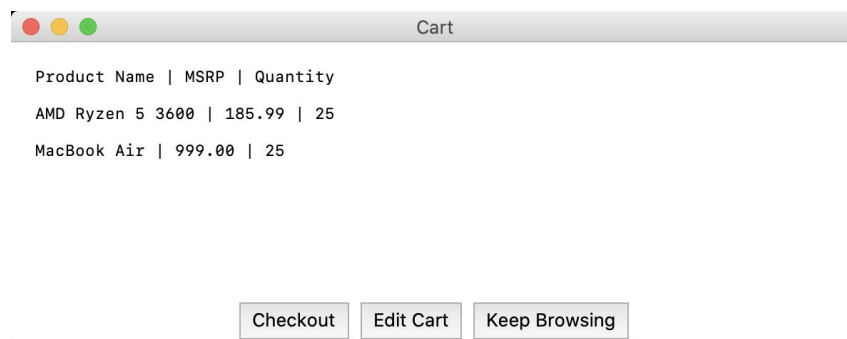 Cart
Product Name | MSRP | Quantity
AMD Ryzen 5 3600 | 185.99 | 25
MacBook Air | 999.00 | 25
Checkout Edit Cart Keep Browsing